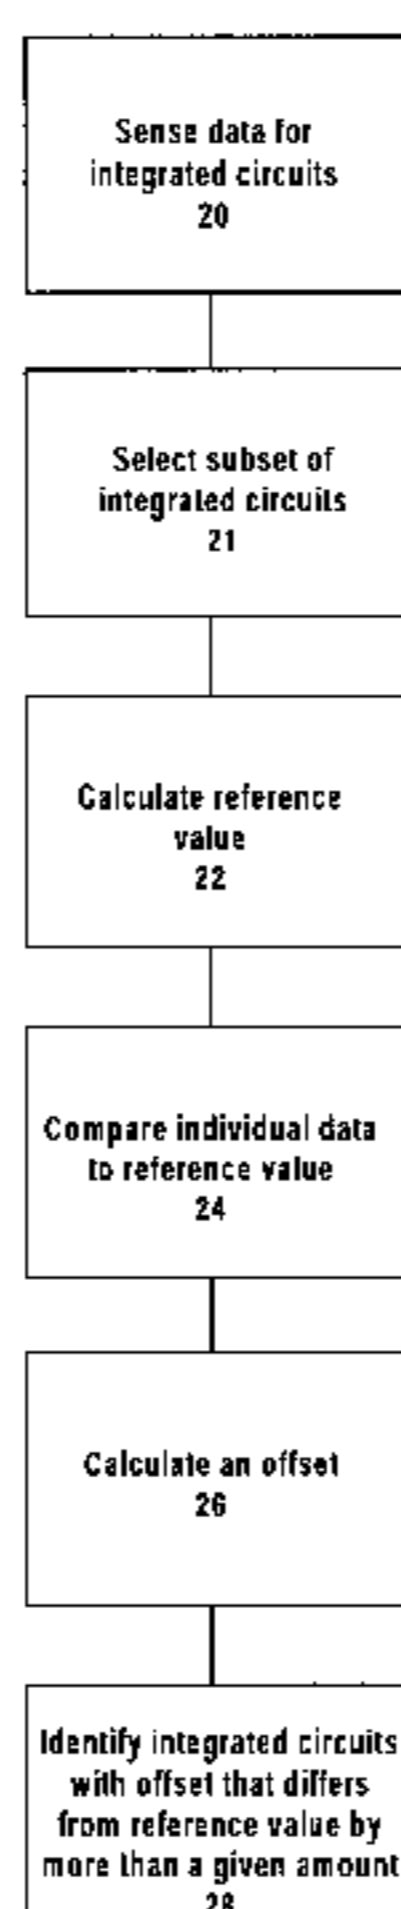 Sense data for
integrated circuits
20
Select subset of
integrated circuits
21
Calculate reference
value
22
Compare individual data
to reference value
24
Calculate an offset
26
Identify integrated circuits
with offset that differs
from reference value by
more than a given amount
28